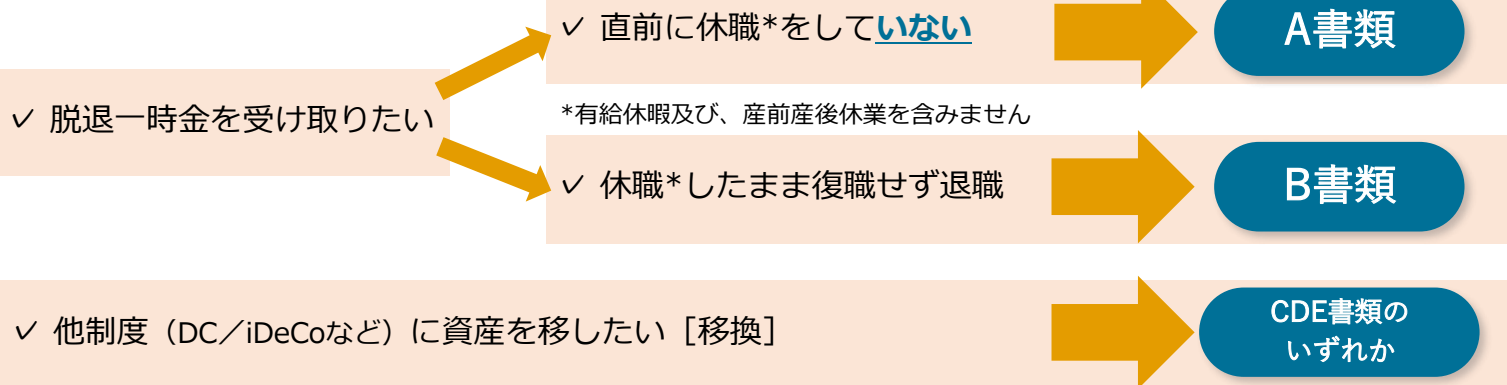 ✓ 直前に休職*をしていない
A書類
✓ 脱退一時金を受け取りたい
*有給休暇及び、産前産後休業を含みません
✓ 休職*したまま復職せず退職
B書類
✓ 他制度（DC／iDeCoなど）に資産を移したい［移換］
CDE書類の
いずれか